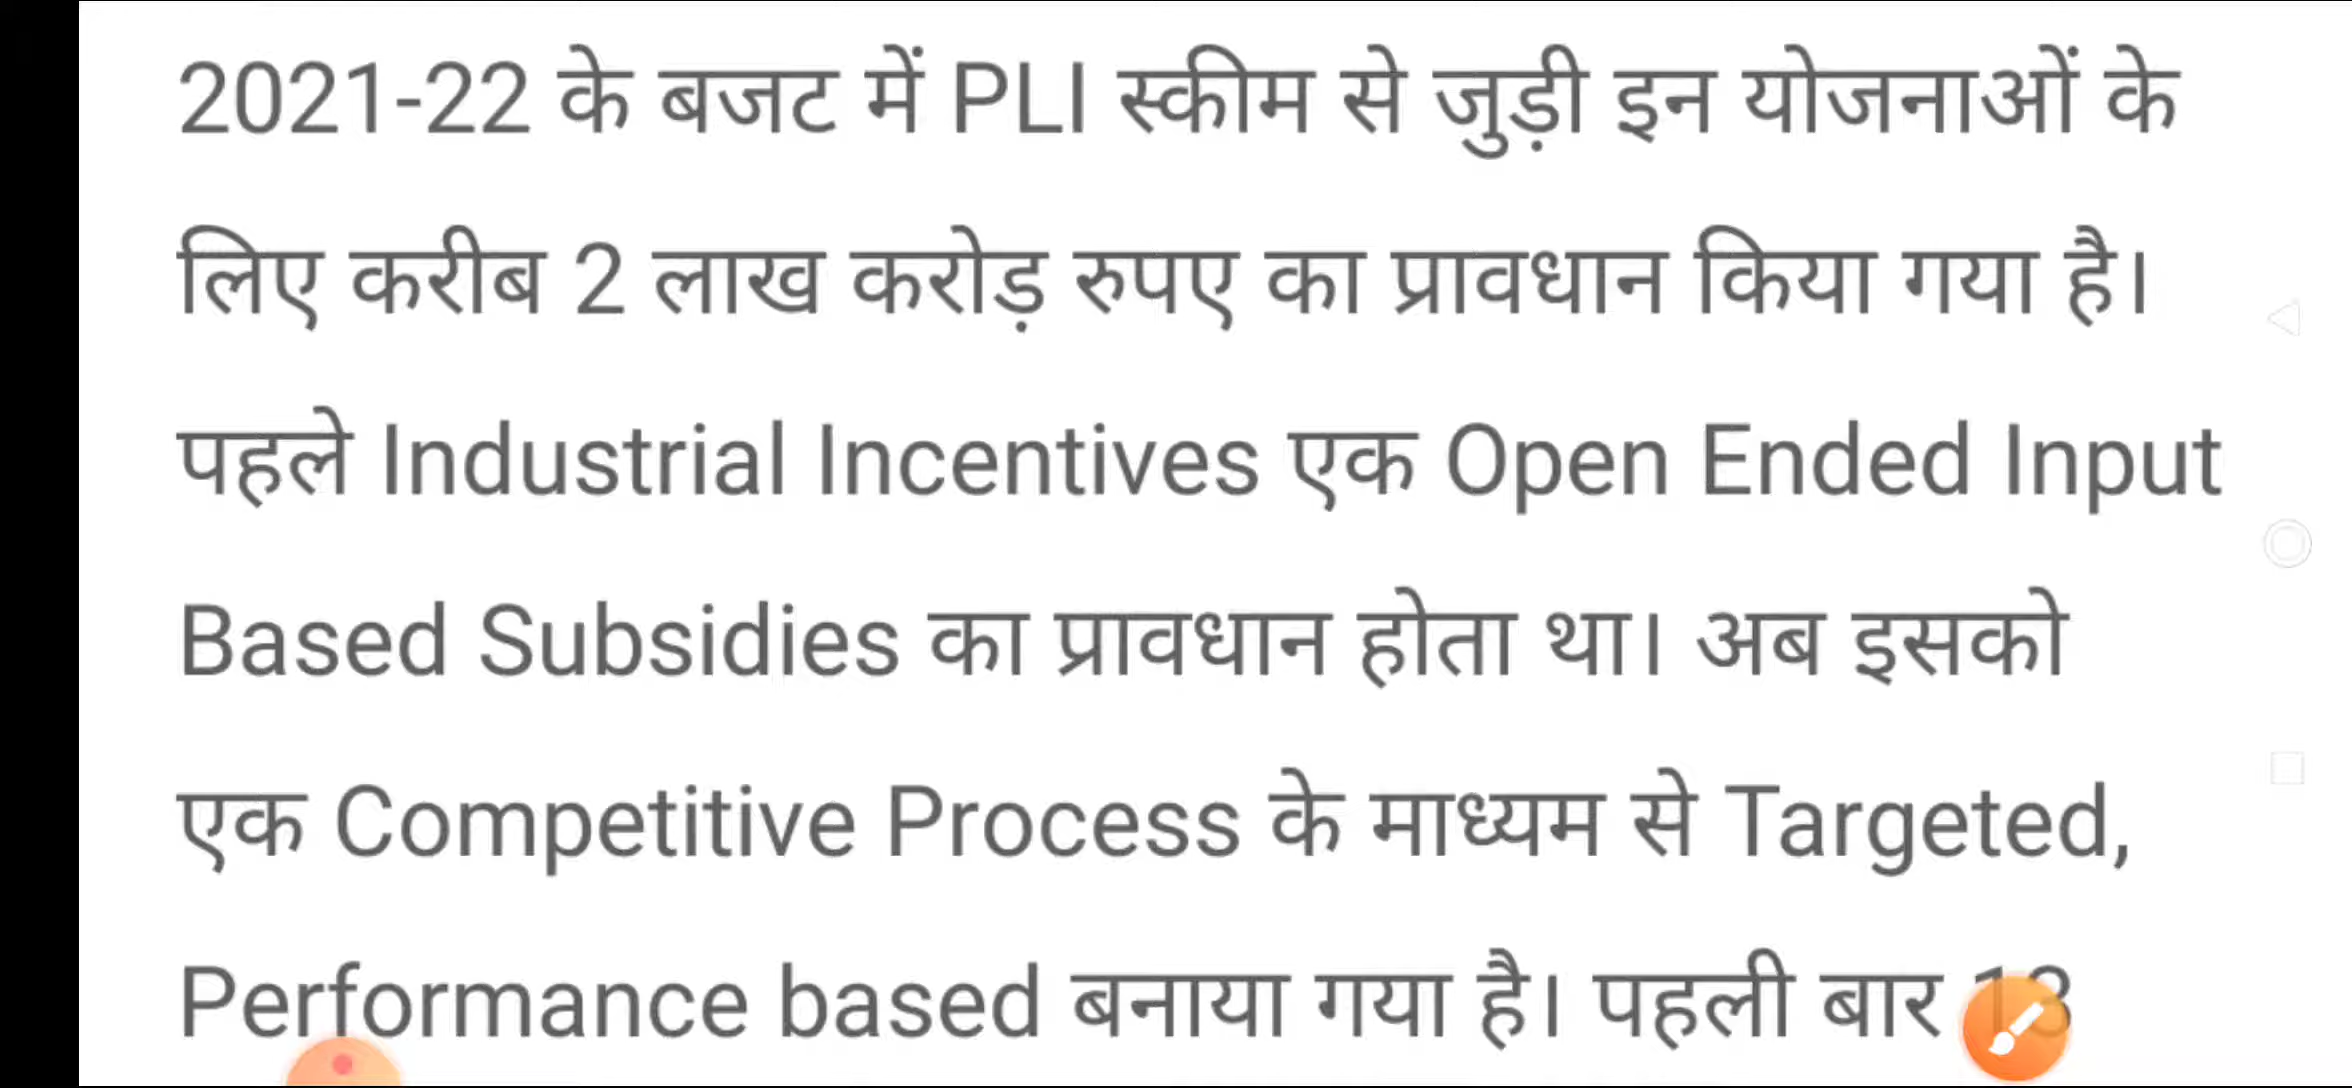 2021-22 के बजट में PLI स्कीम से जुड़ी इन योजनाओं के
लिए करीब 2 लाख करोड़ रुपए का प्रावधान किया गया है।
पहले Industrial Incentives एक Open Ended Input
Based Subsidies का प्रावधान होता था। अब इसको
एक Competitive Process के माध्यम से Targeted,
Performance based बनाया गया है। पहली बार 13